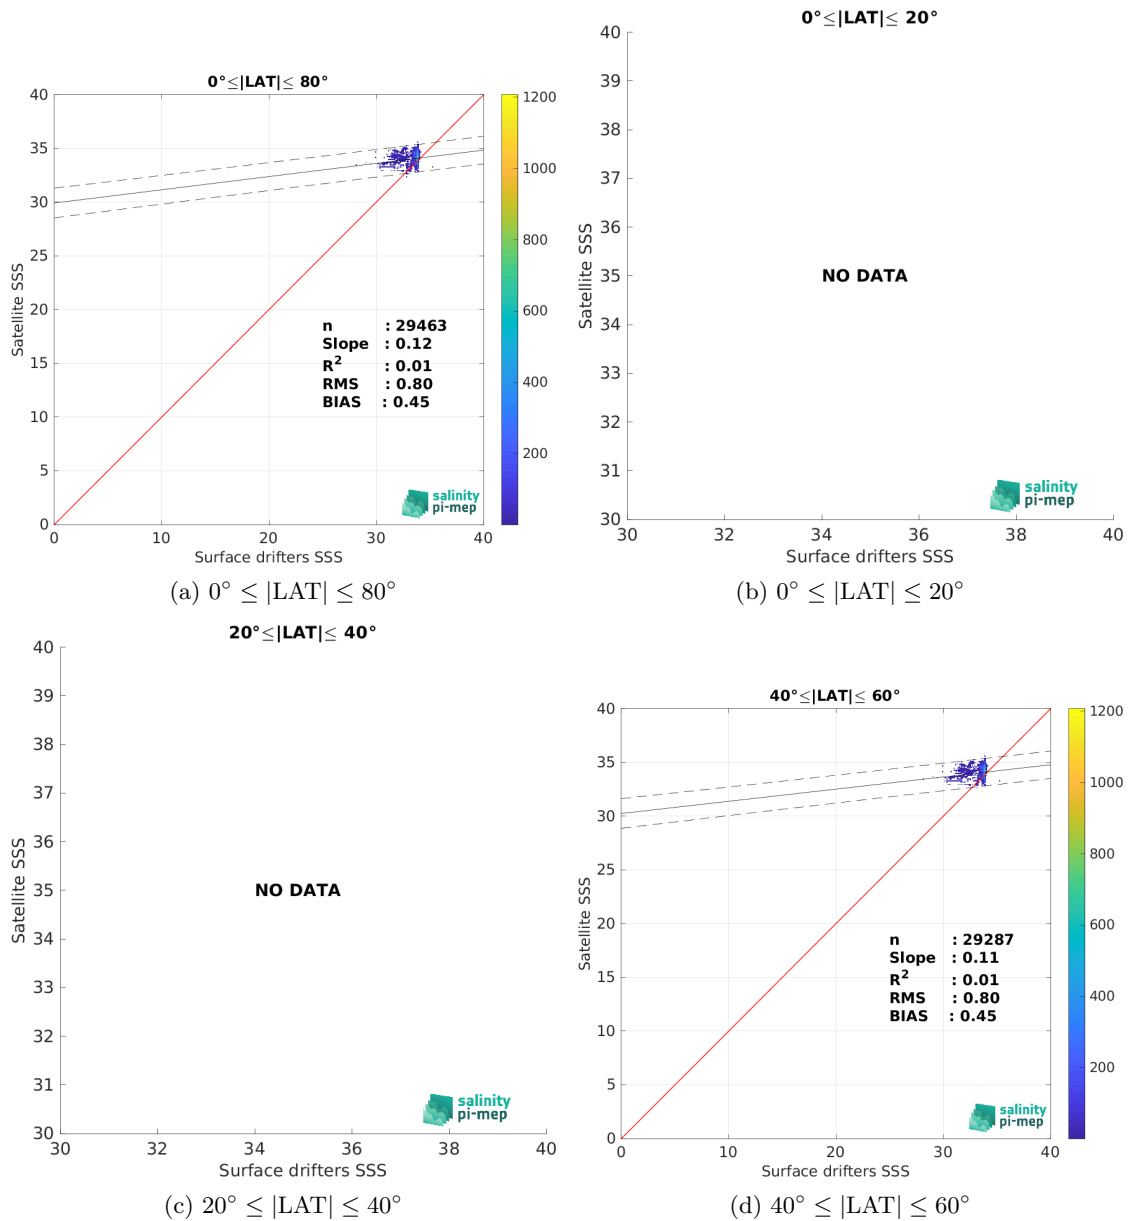 0°≤|LAT|≤ 80°
40
35
30
25
20
15
10
5
0
Satellite SSS
0
10
20
30
40
Surface drifters SSS
1200
1000
800
600
400
200
n : 29463
Slope : 0.12
R² : 0.01
RMS : 0.80
BIAS : 0.45
salinity
pi-mep
(a) 0° ≤ |LAT| ≤ 80°
0°≤|LAT|≤ 20°
40
39
38
37
36
35
34
33
32
31
30
Satellite SSS
NO DATA
salinity
pi-mep
30
32
34
36
38
40
Surface drifters SSS
(b) 0° ≤ |LAT| ≤ 20°
20°≤|LAT|≤ 40°
40
39
38
37
36
35
34
33
32
31
30
Satellite SSS
NO DATA
salinity
pi-mep
30
32
34
36
38
40
Surface drifters SSS
(c) 20° ≤ |LAT| ≤ 40°
40°≤|LAT|≤ 60°
40
35
30
25
20
15
10
5
0
Satellite SSS
0
10
20
30
40
Surface drifters SSS
1200
1000
800
600
400
200
n : 29287
Slope : 0.11
R² : 0.01
RMS : 0.80
BIAS : 0.45
salinity
pi-mep
(d) 40° ≤ |LAT| ≤ 60°